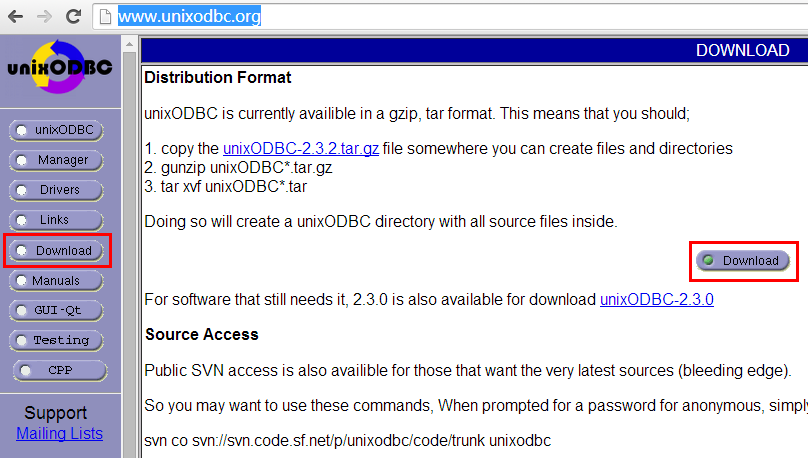 www.unixodbc.org
unixODBC
DOWNLOAD
unixODBC
Manager
Drivers
Links
Download
Manuals
GUI-Qt
Testing
CPP
Support
Mailing Lists
Distribution Format
unixODBC is currently availible in a gzip, tar format. This means that you should;
1. copy the unixODBC-2.3.2.tar.gz file somewhere you can create files and directories
2. gunzip unixODBC*.tar.gz
3. tar xvf unixODBC*.tar
Doing so will create a unixODBC directory with all source files inside.
Download
For software that still needs it, 2.3.0 is also available for download unixODBC-2.3.0
Source Access
Public SVN access is also availible for those that want the very latest sources (bleeding edge).
So you may want to use these commands, When prompted for a password for anonymous, simply
svn co svn://svn.code.sf.net/p/unixodbc/code/trunk unixodbc